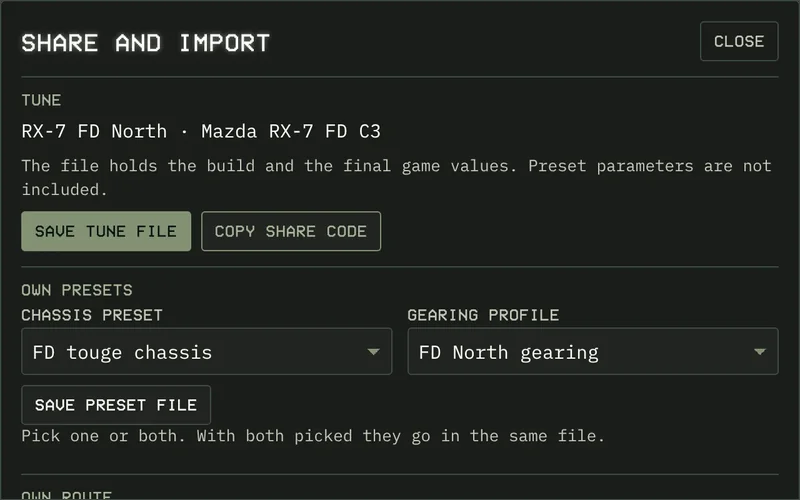 SHARE AND IMPORT
CLOSE
TUNE
RX-7 FD North · Mazda RX-7 FD C3
The file holds the build and the final game values. Preset parameters are not
included.
SAVE TUNE FILE
COPY SHARE CODE
OWN PRESETS
CHASSIS PRESET
GEARING PROFILE
FD touge chassis
FD North gearing
SAVE PRESET FILE
Pick one or both. With both picked they go in the same file.
OWN ROUTE